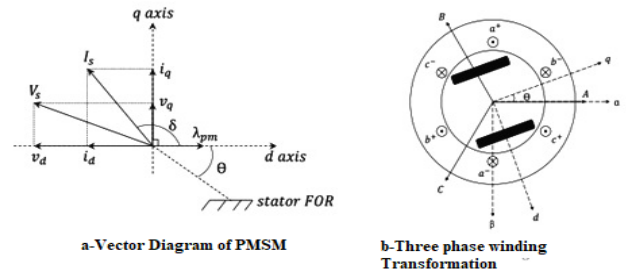 q axis
I_s
i_q
V_s
v_q
δ
λ_pm
v_d
i_d
d axis
θ
stator FOR
a-Vector Diagram of PMSM
B
a⁺
c⁻
b⁻
q
θ
A
a
b⁺
c⁺
a⁻
C
β
d
b-Three phase winding
Transformation